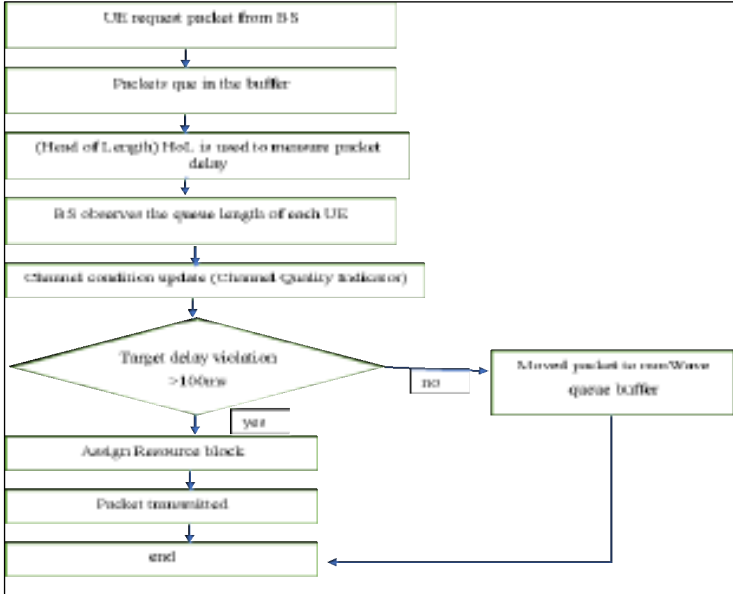 UE request packet from BS
Packets que in the buffer
(Head of Length) HoL is used to measure packet
delay
BS observes the queue length of each UE
Channel condition update (Channel Quality Indicator)
Target delay violation
>100ms
no
Moved packet to mmWave
queue buffer
yes
Assign Resource block
Packet transmitted
end